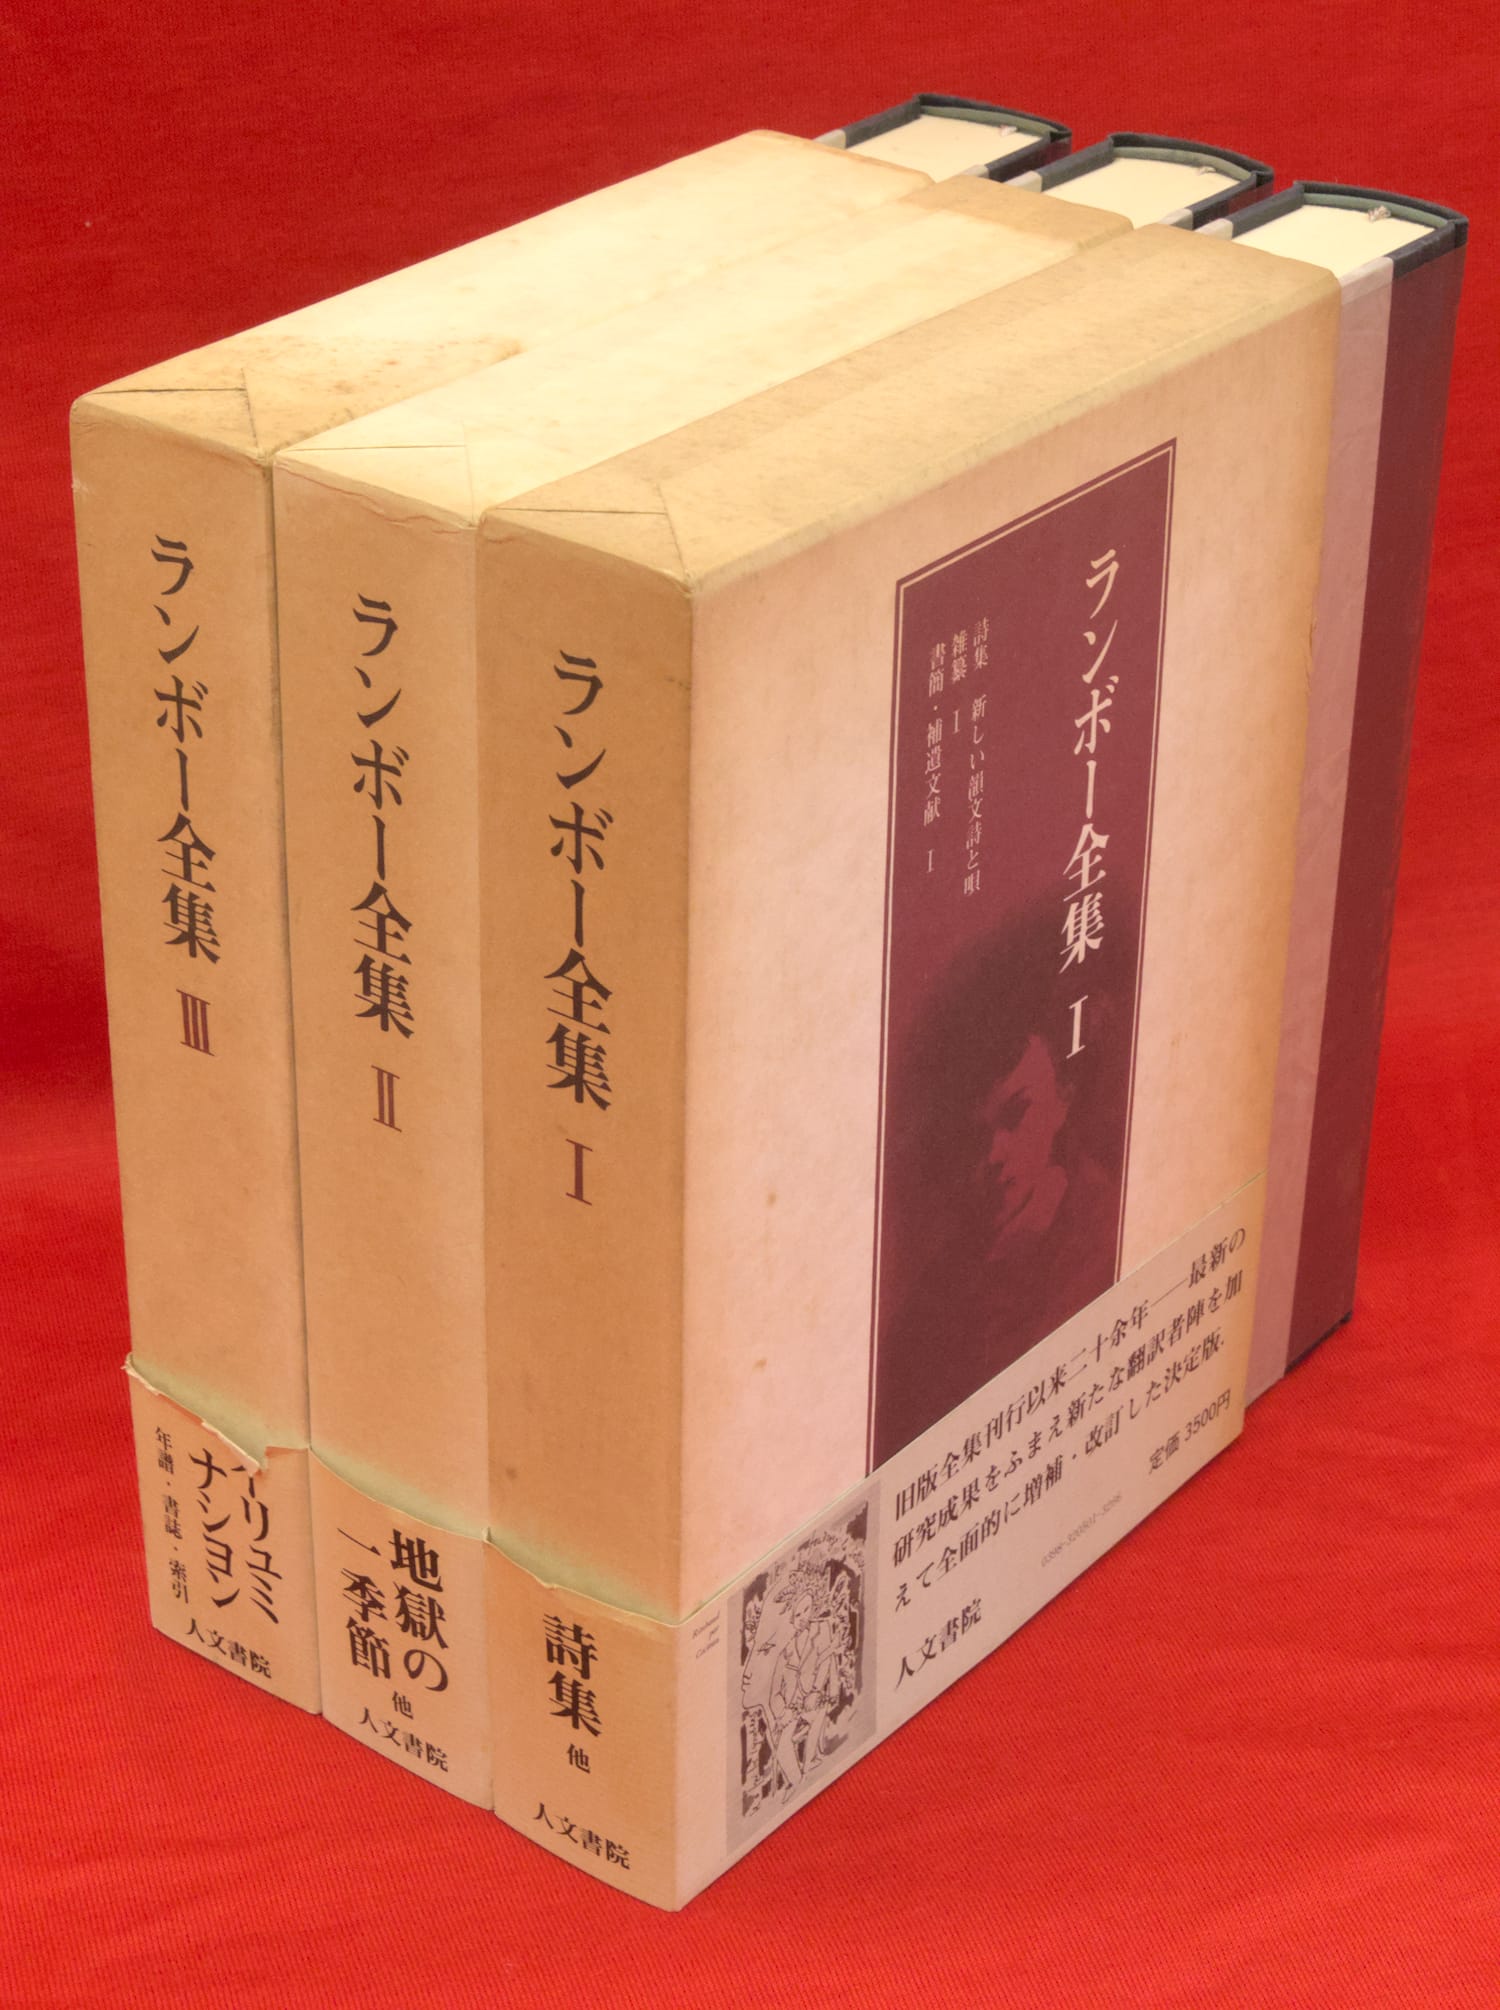 ランボー全集 III
イリュミ
ナシヨン
年譜・書誌・索引
人文書院
ランボー全集 II
地獄の
一季節
他
人文書院
ランボー全集 I
詩集
他
人文書院
ランボー全集 I
詩集 新しい韻文詩と唄
雑纂 I
書簡・補遺文献 I
旧版全集刊行以来二十余年──最新の
研究成果をふまえ新たな翻訳者陣を加
えて全面的に増補・改訂した決定版.
定価 3500円
0398-320501-3266
人文書院
Rimbaud
par
Cocteau